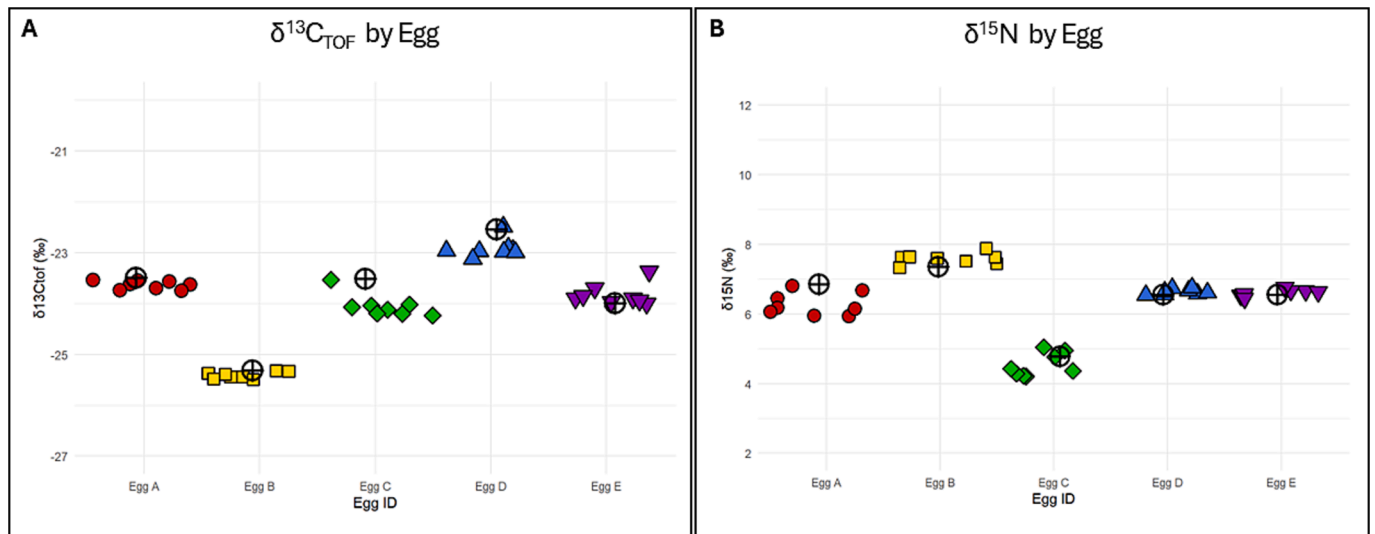 A
δ13CTOF by Egg
δ13Ctof (‰)
-21
-23
-25
-27
Egg A Egg B Egg C Egg D Egg E
Egg ID
B
δ15N by Egg
δ15N (‰)
12
10
8
6
4
2
Egg A Egg B Egg C Egg D Egg E
Egg ID